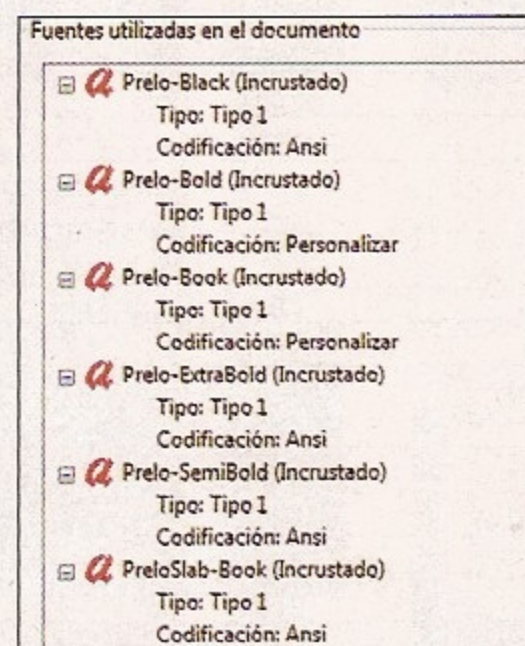 Fuentes utilizadas en el documento
Prelo-Black (Incrustado)
Tipo: Tipo 1
Codificación: Ansi
Prelo-Bold (Incrustado)
Tipo: Tipo 1
Codificación: Personalizar
Prelo-Book (Incrustado)
Tipo: Tipo 1
Codificación: Personalizar
Prelo-ExtraBold (Incrustado)
Tipo: Tipo 1
Codificación: Ansi
Prelo-SemiBold (Incrustado)
Tipo: Tipo 1
Codificación: Ansi
PreloSlab-Book (Incrustado)
Tipo: Tipo 1
Codificación: Ansi